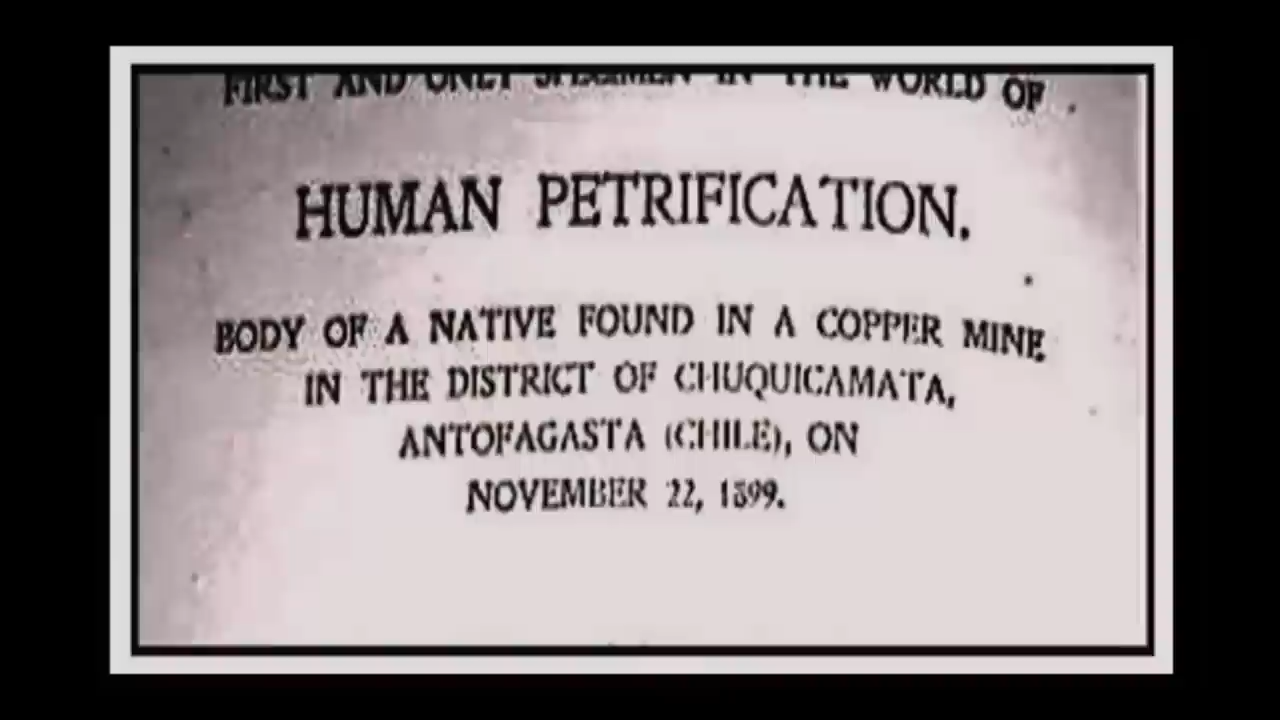 FIRST AND ONLY SPECIMEN IN THE WORLD OF
HUMAN PETRIFICATION.
BODY OF A NATIVE FOUND IN A COPPER MINE
IN THE DISTRICT OF CHUQUICAMATA,
ANTOFAGASTA (CHILE), ON
NOVEMBER 22, 1899.